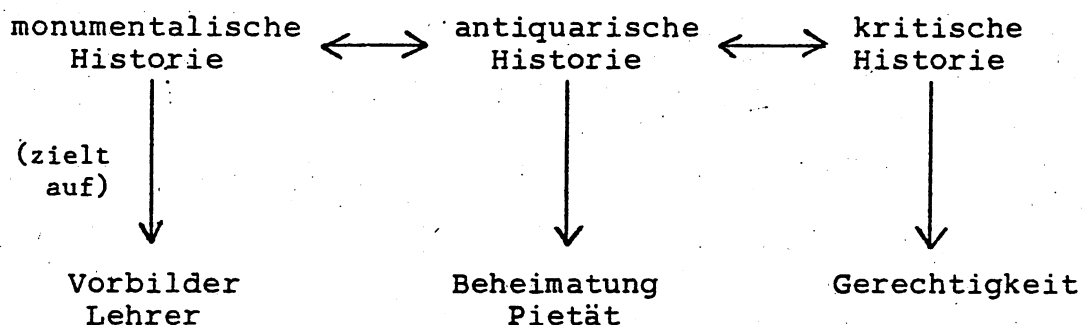 monumentalische antiquarische kritische
Historie Historie Historie
(zielt
auf)
Vorbilder Beheimatung Gerechtigkeit
Lehrer Pietät